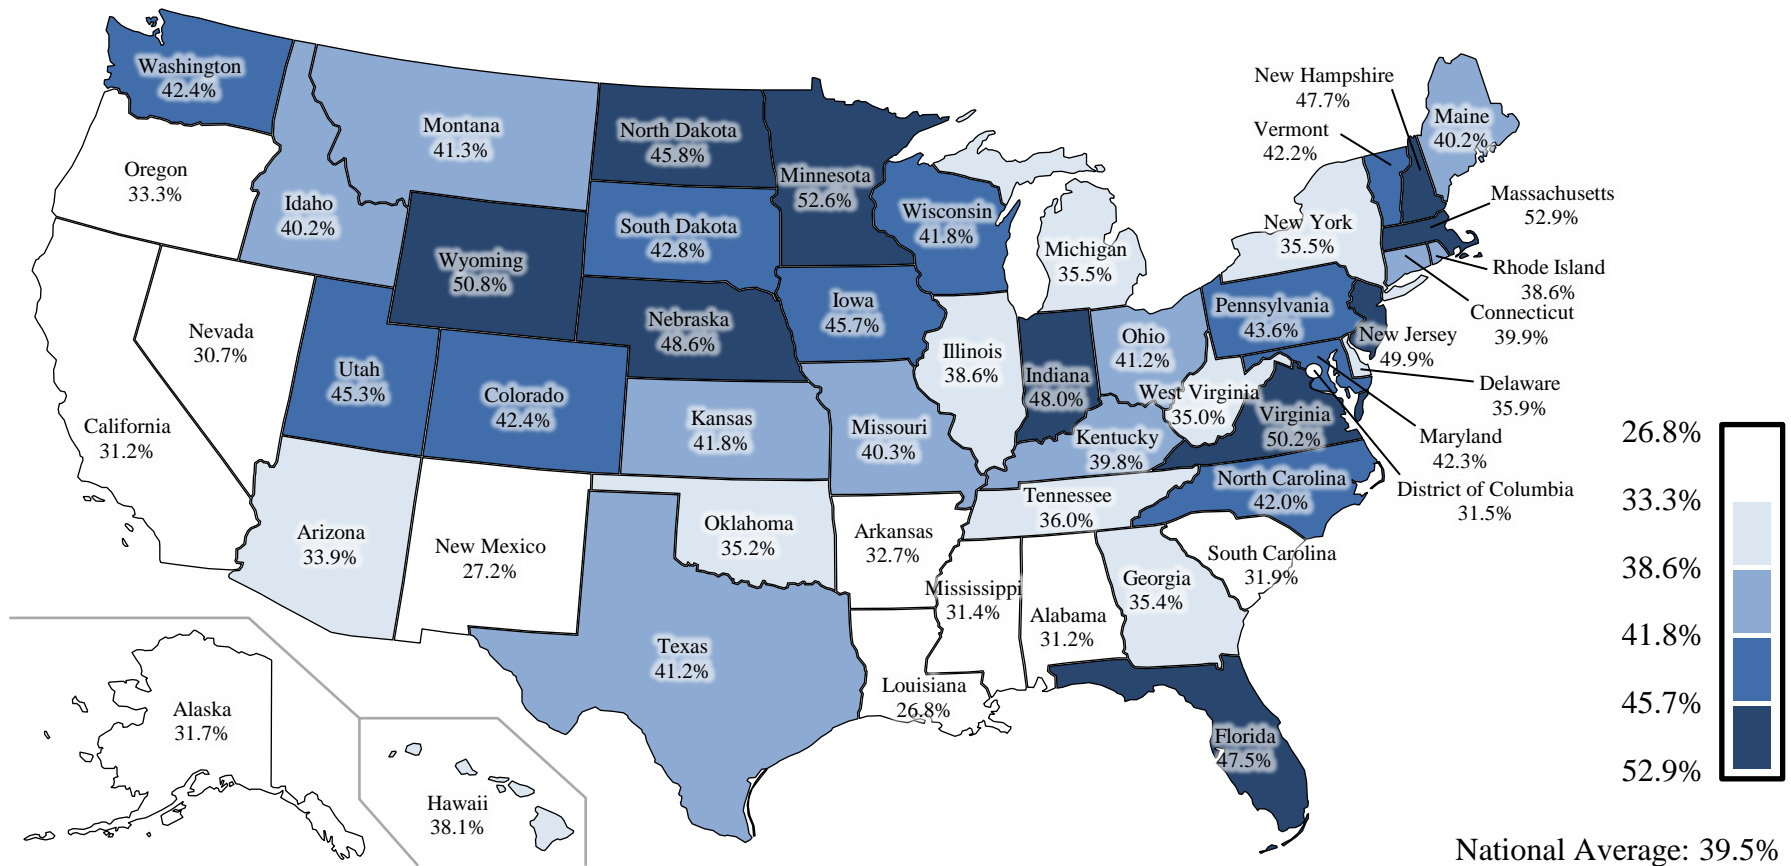 Washington
42.4%
Oregon
33.3%
California
31.2%
Nevada
30.7%
Idaho
40.2%
Montana
41.3%
Wyoming
50.8%
Utah
45.3%
Colorado
42.4%
Arizona
33.9%
New Mexico
27.2%
North Dakota
45.8%
South Dakota
42.8%
Nebraska
48.6%
Kansas
41.8%
Oklahoma
35.2%
Texas
41.2%
Minnesota
52.6%
Iowa
45.7%
Missouri
40.3%
Arkansas
32.7%
Louisiana
26.8%
Wisconsin
41.8%
Illinois
38.6%
Michigan
35.5%
Indiana
48.0%
Ohio
41.2%
Kentucky
39.8%
Tennessee
36.0%
Mississippi
31.4%
Alabama
31.2%
Georgia
35.4%
Florida
47.5%
South Carolina
31.9%
North Carolina
42.0%
Virginia
50.2%
West Virginia
35.0%
Pennsylvania
43.6%
New York
35.5%
New Hampshire
47.7%
Vermont
42.2%
Maine
40.2%
Massachusetts
52.9%
Rhode Island
38.6%
Connecticut
39.9%
New Jersey
49.9%
Delaware
35.9%
Maryland
42.3%
District of Columbia
31.5%
Alaska
31.7%
Hawaii
38.1%
26.8%
33.3%
38.6%
41.8%
45.7%
52.9%
National Average: 39.5%